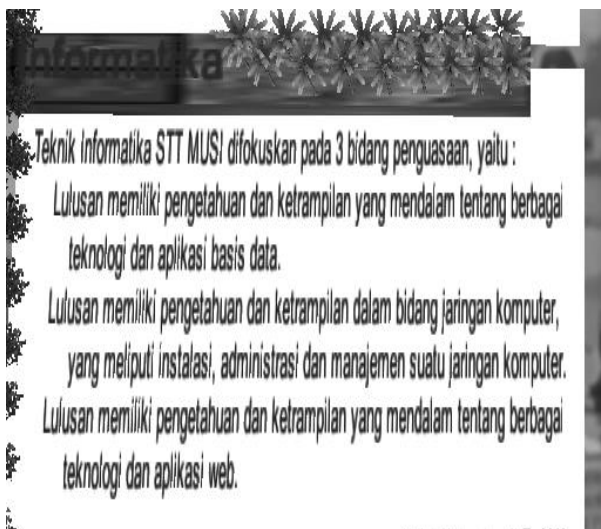 Informatika
Teknik Informatika STT MUSI difokuskan pada 3 bidang penguasaan, yaitu :
Lulusan memiliki pengetahuan dan ketrampilan yang mendalam tentang berbagai
teknologi dan aplikasi basis data.
Lulusan memiliki pengetahuan dan ketrampilan dalam bidang jaringan komputer,
yang meliputi instalasi, administrasi dan manajemen suatu jaringan komputer.
Lulusan memiliki pengetahuan dan ketrampilan yang mendalam tentang berbagai
teknologi dan aplikasi web.